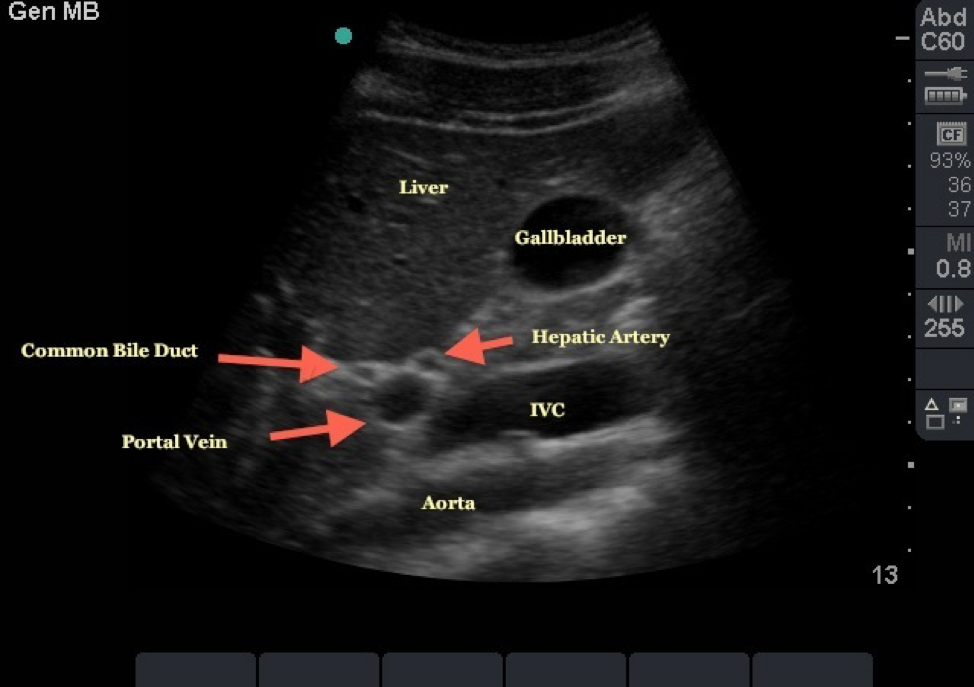 Gen MB
Abd
C60
CF
93%
36
37
MI
0.8
255
Liver
Gallbladder
Hepatic Artery
Common Bile Duct
IVC
Portal Vein
Aorta
13